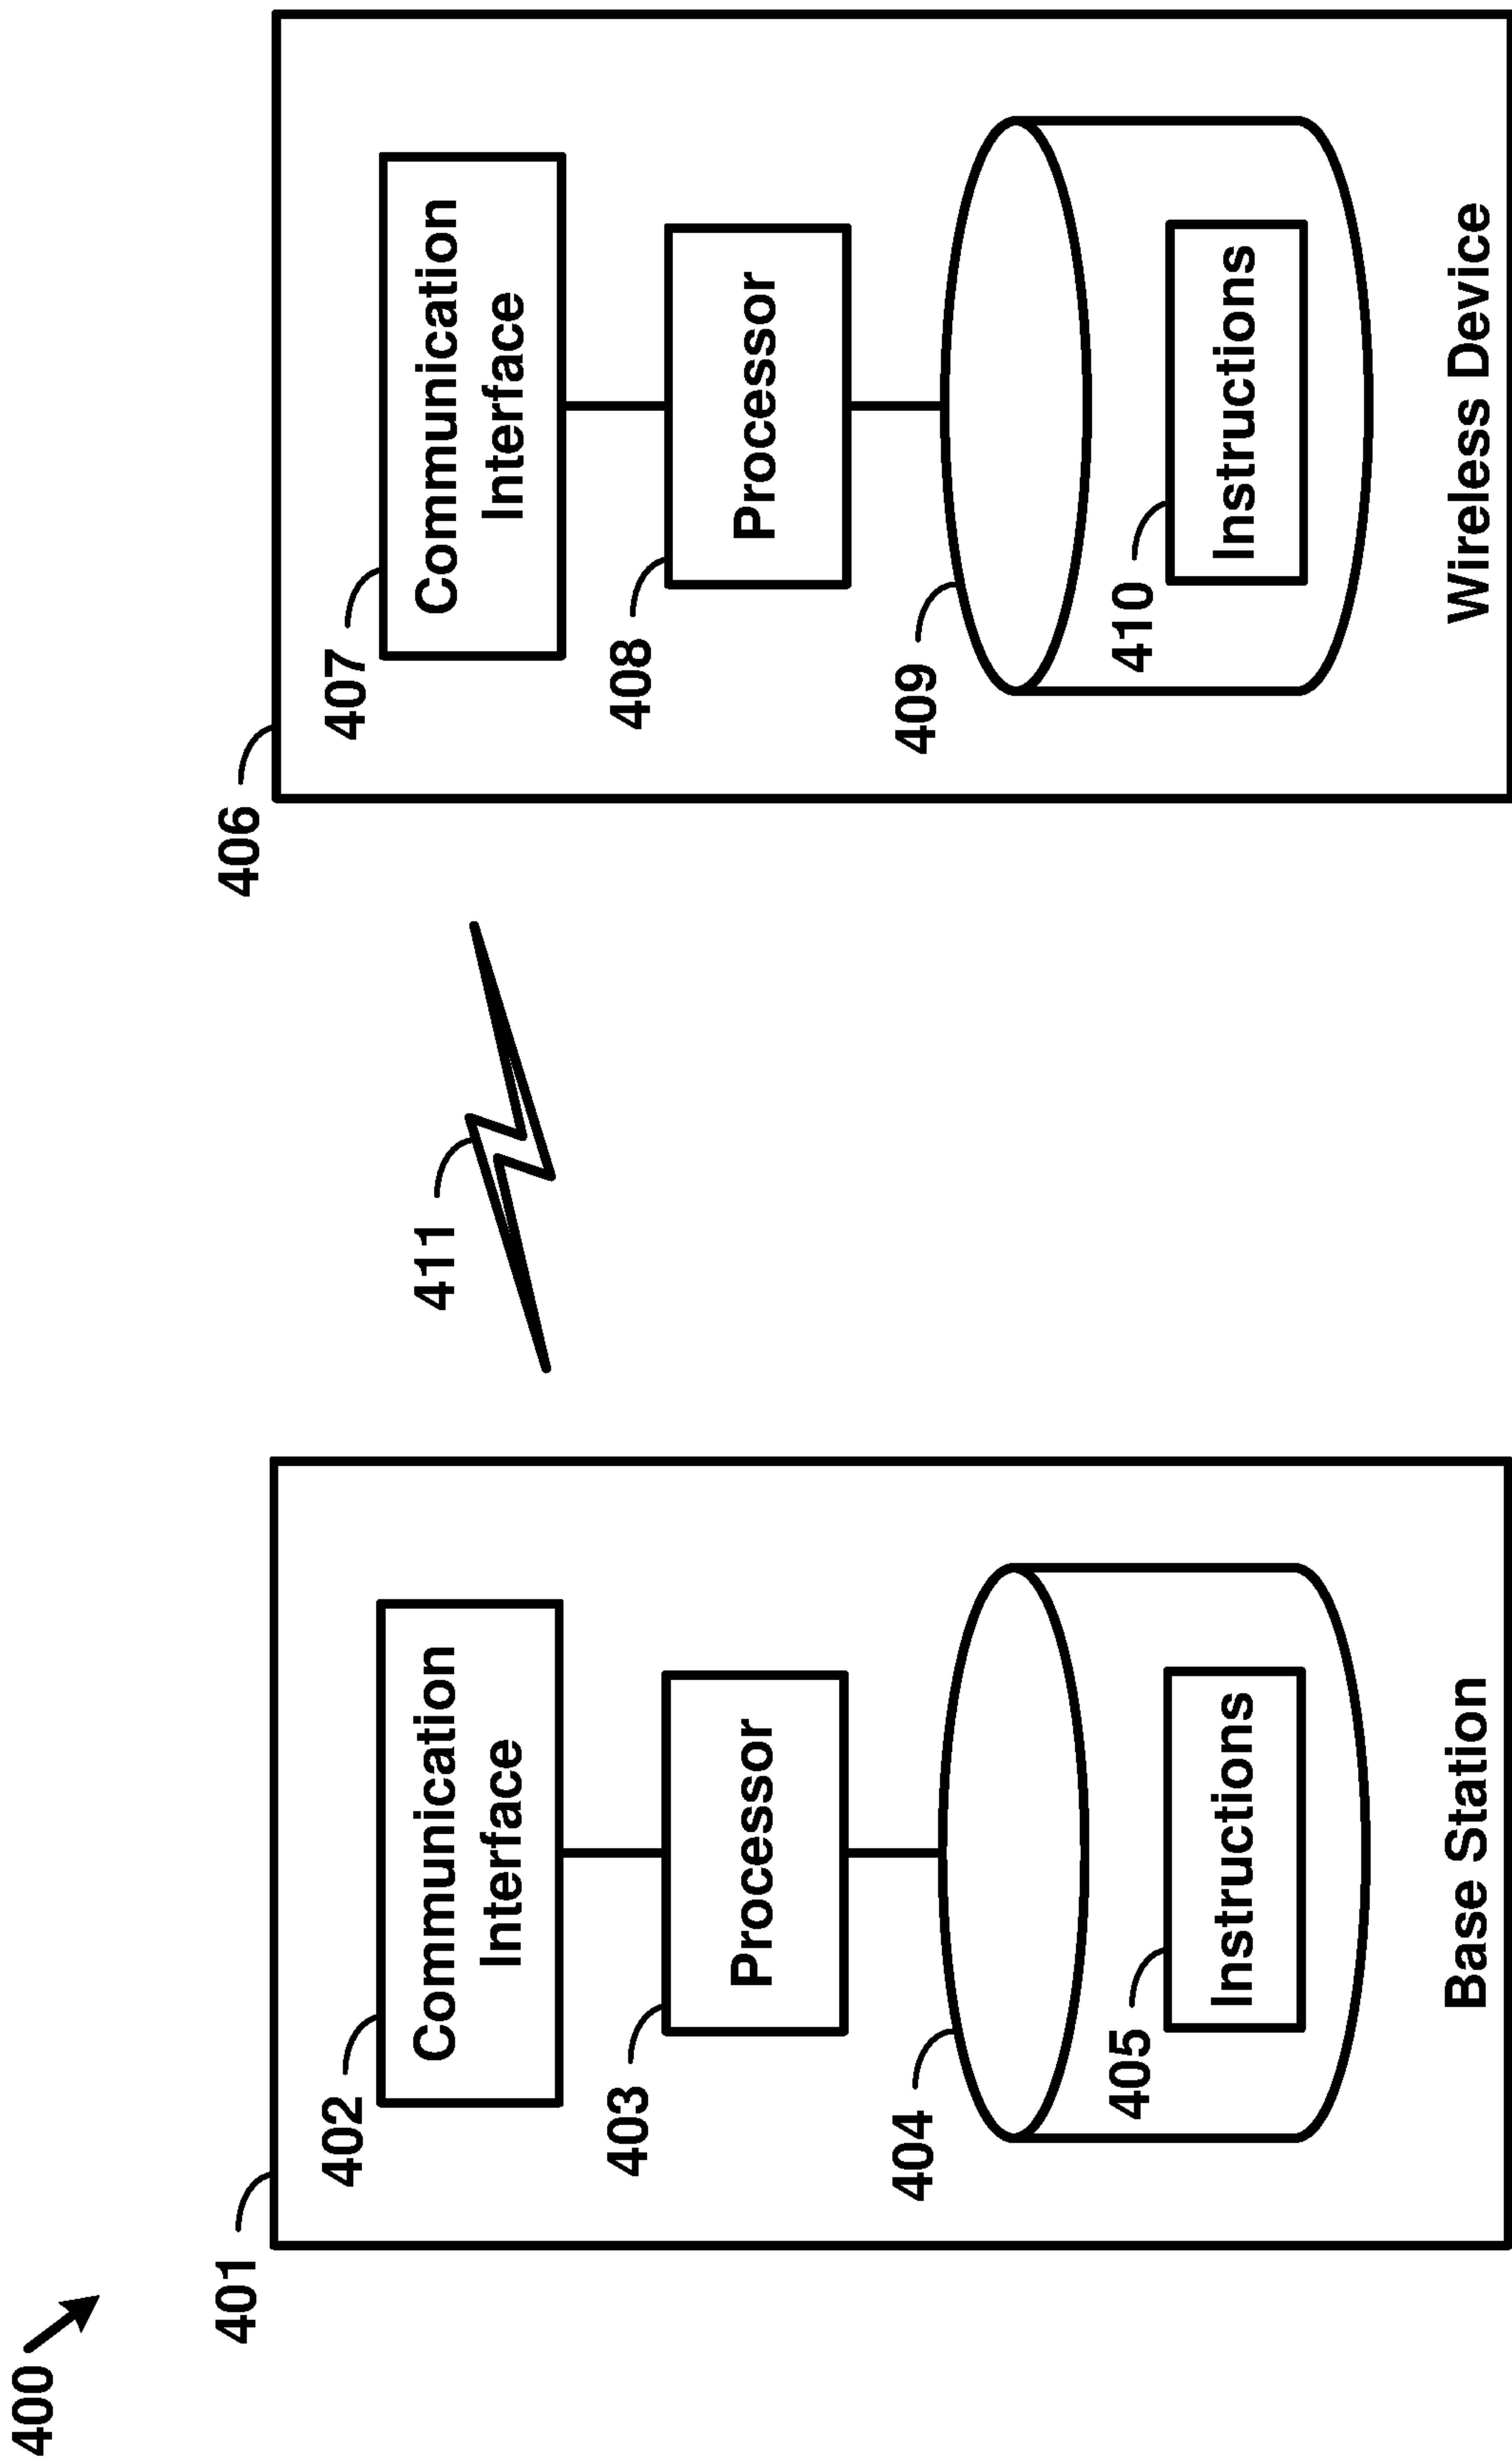 400
401
402
Communication
Interface
403
Processor
404
405
Instructions
Base Station
411
406
407
Communication
Interface
408
Processor
409
410
Instructions
Wireless Device